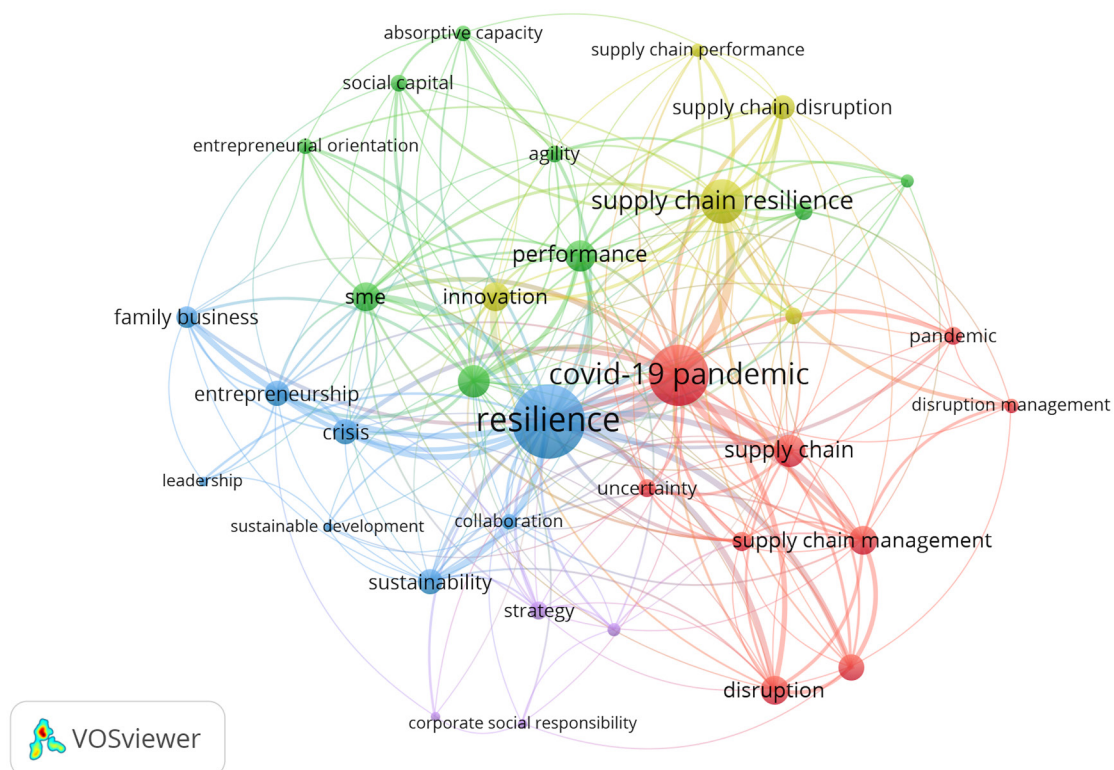 absorptive capacity
supply chain performance
social capital
supply chain disruption
entrepreneurial orientation
agility
supply chain resilience
performance
sme
innovation
family business
pandemic
covid-19 pandemic
entrepreneurship
disruption management
resilience
crisis
supply chain
leadership
uncertainty
sustainable development
collaboration
supply chain management
sustainability
strategy
disruption
corporate social responsibility
VOSviewer